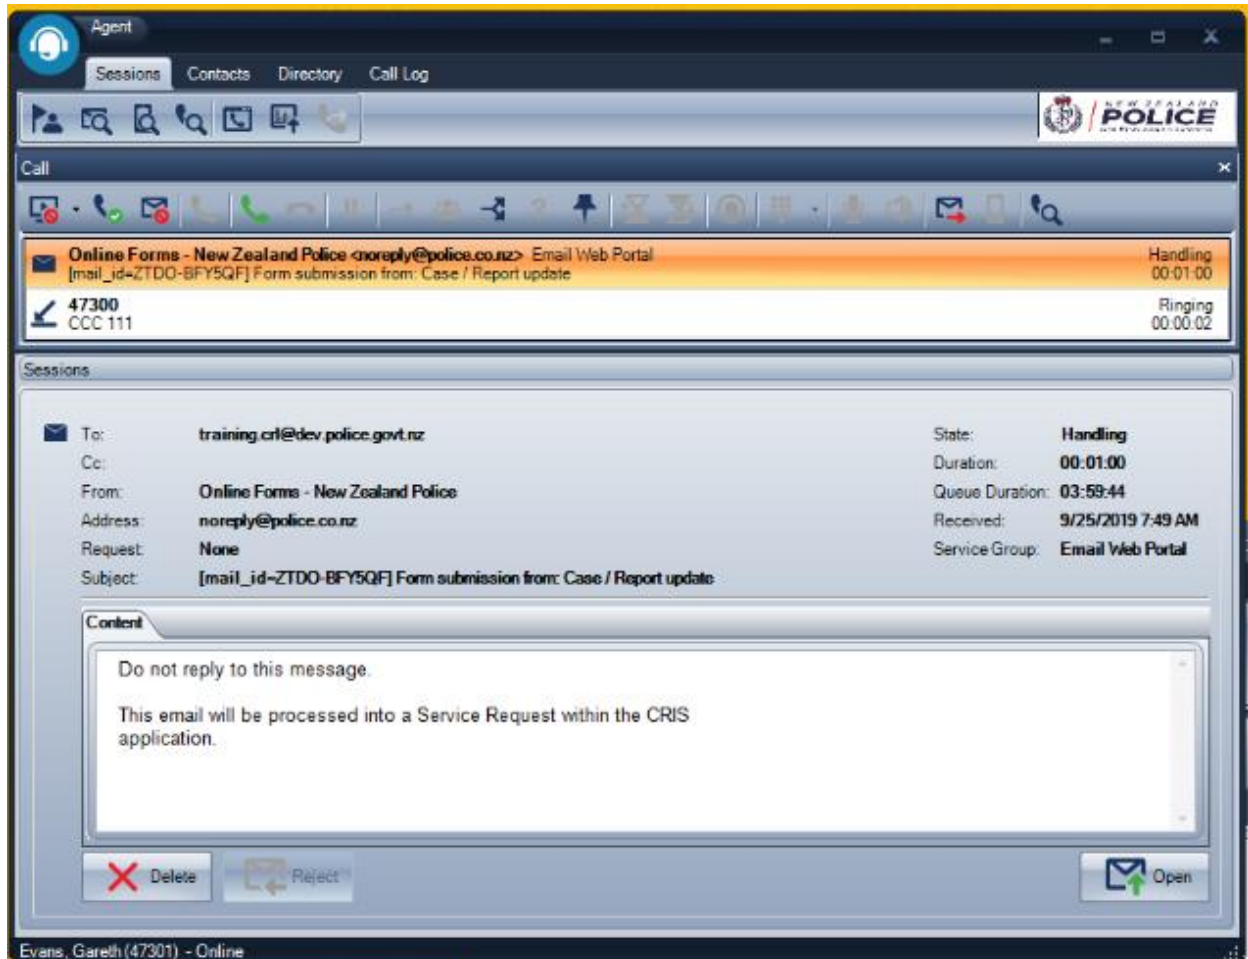 Agent
Sessions Contacts Directory Call Log
NEW ZEALAND
POLICE
Call
Online Forms - New Zealand Police <noreply@police.co.nz> Email Web Portal Handling
[mail_id=ZTDO-BFY5QF] Form submission from: Case / Report update 00:01:00
47300 Ringing
CCC 111 00:00:02
Sessions
To: training.crl@dev.police.govt.nz State: Handling
Cc: Duration: 00:01:00
From: Online Forms - New Zealand Police Queue Duration: 03:59:44
Address: noreply@police.co.nz Received: 9/25/2019 7:49 AM
Request: None Service Group: Email Web Portal
Subject: [mail_id=ZTDO-BFY5QF] Form submission from: Case / Report update
Content
Do not reply to this message.
This email will be processed into a Service Request within the CRIS
application.
Delete Reject Open
Evans, Gareth (47301) - Online